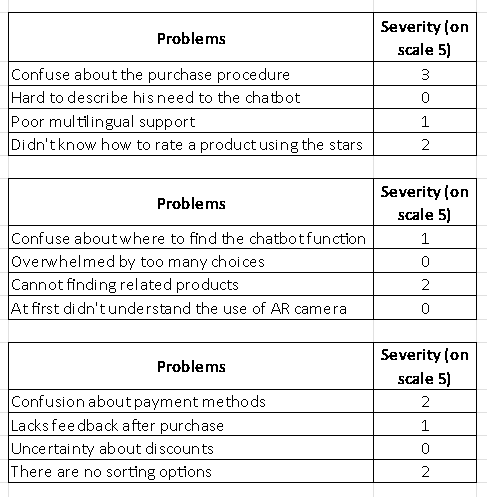 Problems Severity (on scale 5)
Confuse about the purchase procedure 3
Hard to describe his need to the chatbot 0
Poor multilingual support 1
Didn't know how to rate a product using the stars 2
Problems Severity (on scale 5)
Confuse about where to find the chatbot function 1
Overwhelmed by too many choices 0
Cannot finding related products 2
At first didn't understand the use of AR camera 0
Problems Severity (on scale 5)
Confusion about payment methods 2
Lacks feedback after purchase 1
Uncertainty about discounts 0
There are no sorting options 2